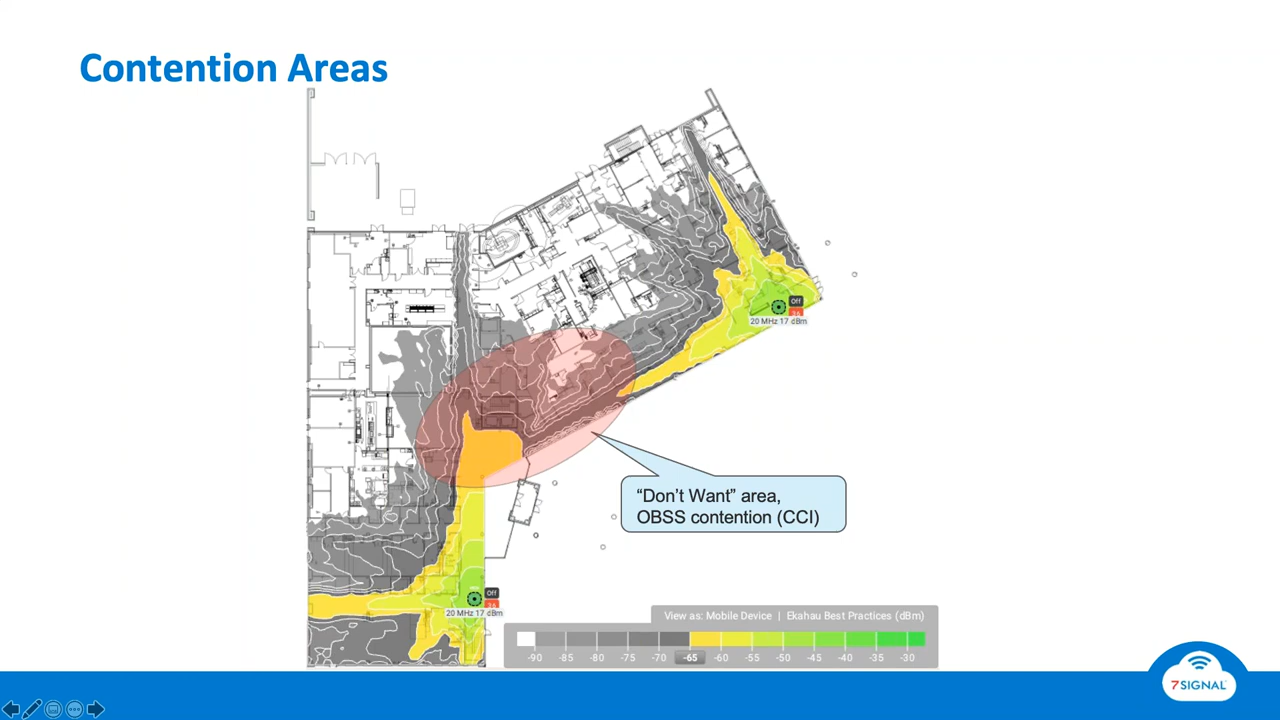 Contention Areas
Off
36
20 MHz 17 dBm
"Don't Want" area,
OBSS contention (CCI)
Off
20 MHz 17 dBm
View as: Mobile Device | Ekahau Best Practices (dBm)
-90 -85 -80 -75 -70 -65 -60 -55 -50 -45 -40 -35 -30
7SIGNAL